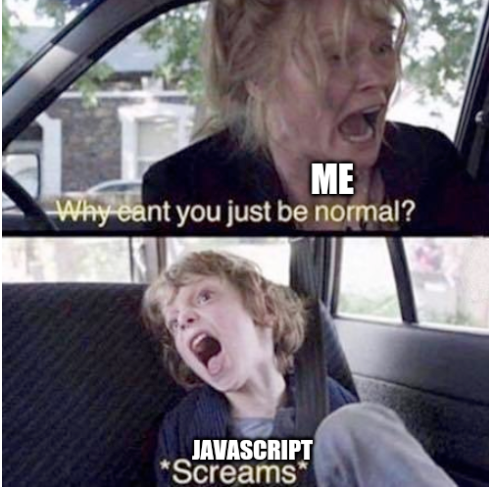 ME
Why cant you just be normal?
JAVASCRIPT
*Screams*